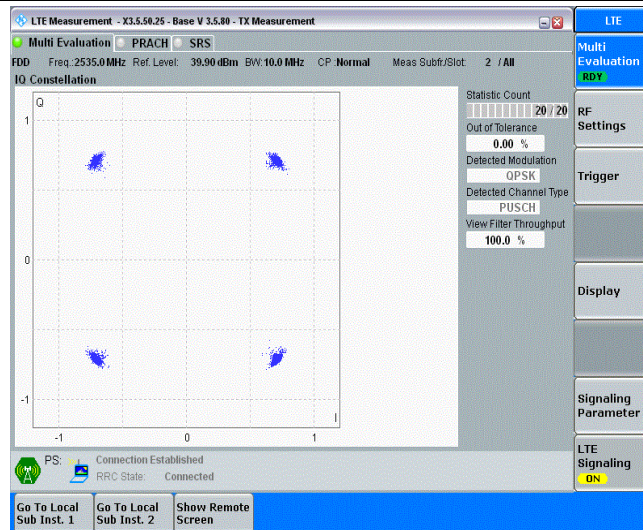 LTE Measurement - X3.5.50.25 - Base V 3.5.80 - TX Measurement
LTE
Multi Evaluation PRACH SRS
FDD Freq.:2535.0 MHz Ref. Level: 39.90 dBm BW:10.0 MHz CP :Normal Meas Subfr./Slot: 2 / All
IQ Constellation
Q
1
0
-1
I
-1 0 1
Statistic Count
20 / 20
Out of Tolerance
0.00 %
Detected Modulation
QPSK
Detected Channel Type
PUSCH
View Filter Throughput
100.0 %
Multi
Evaluation
RDY
RF
Settings
Trigger
Display
Signaling
Parameter
LTE
Signaling
ON
PS: Connection Established
RRC State: Connected
Go To Local
Sub Inst. 1
Go To Local
Sub Inst. 2
Show Remote
Screen